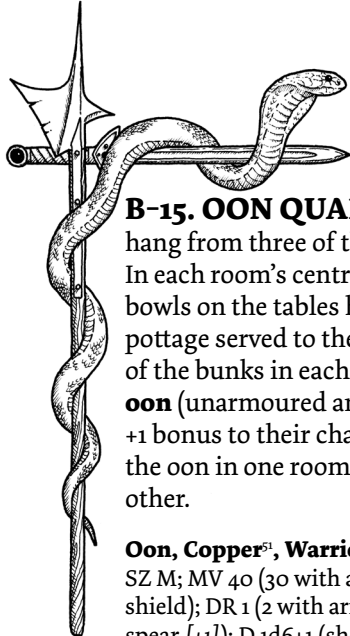 B-15. OON QUA
hang from three of t
In each room's centr
bowls on the tables
pottage served to the
of the bunks in each
oon (unarmoured an
+1 bonus to their cha
the oon in one room
other.
Oon, Copper⁵¹, Warri
SZ M; MV 40 (30 with a
shield); DR 1 (2 with ar
spear [+1]); D 1d6+1 (sh